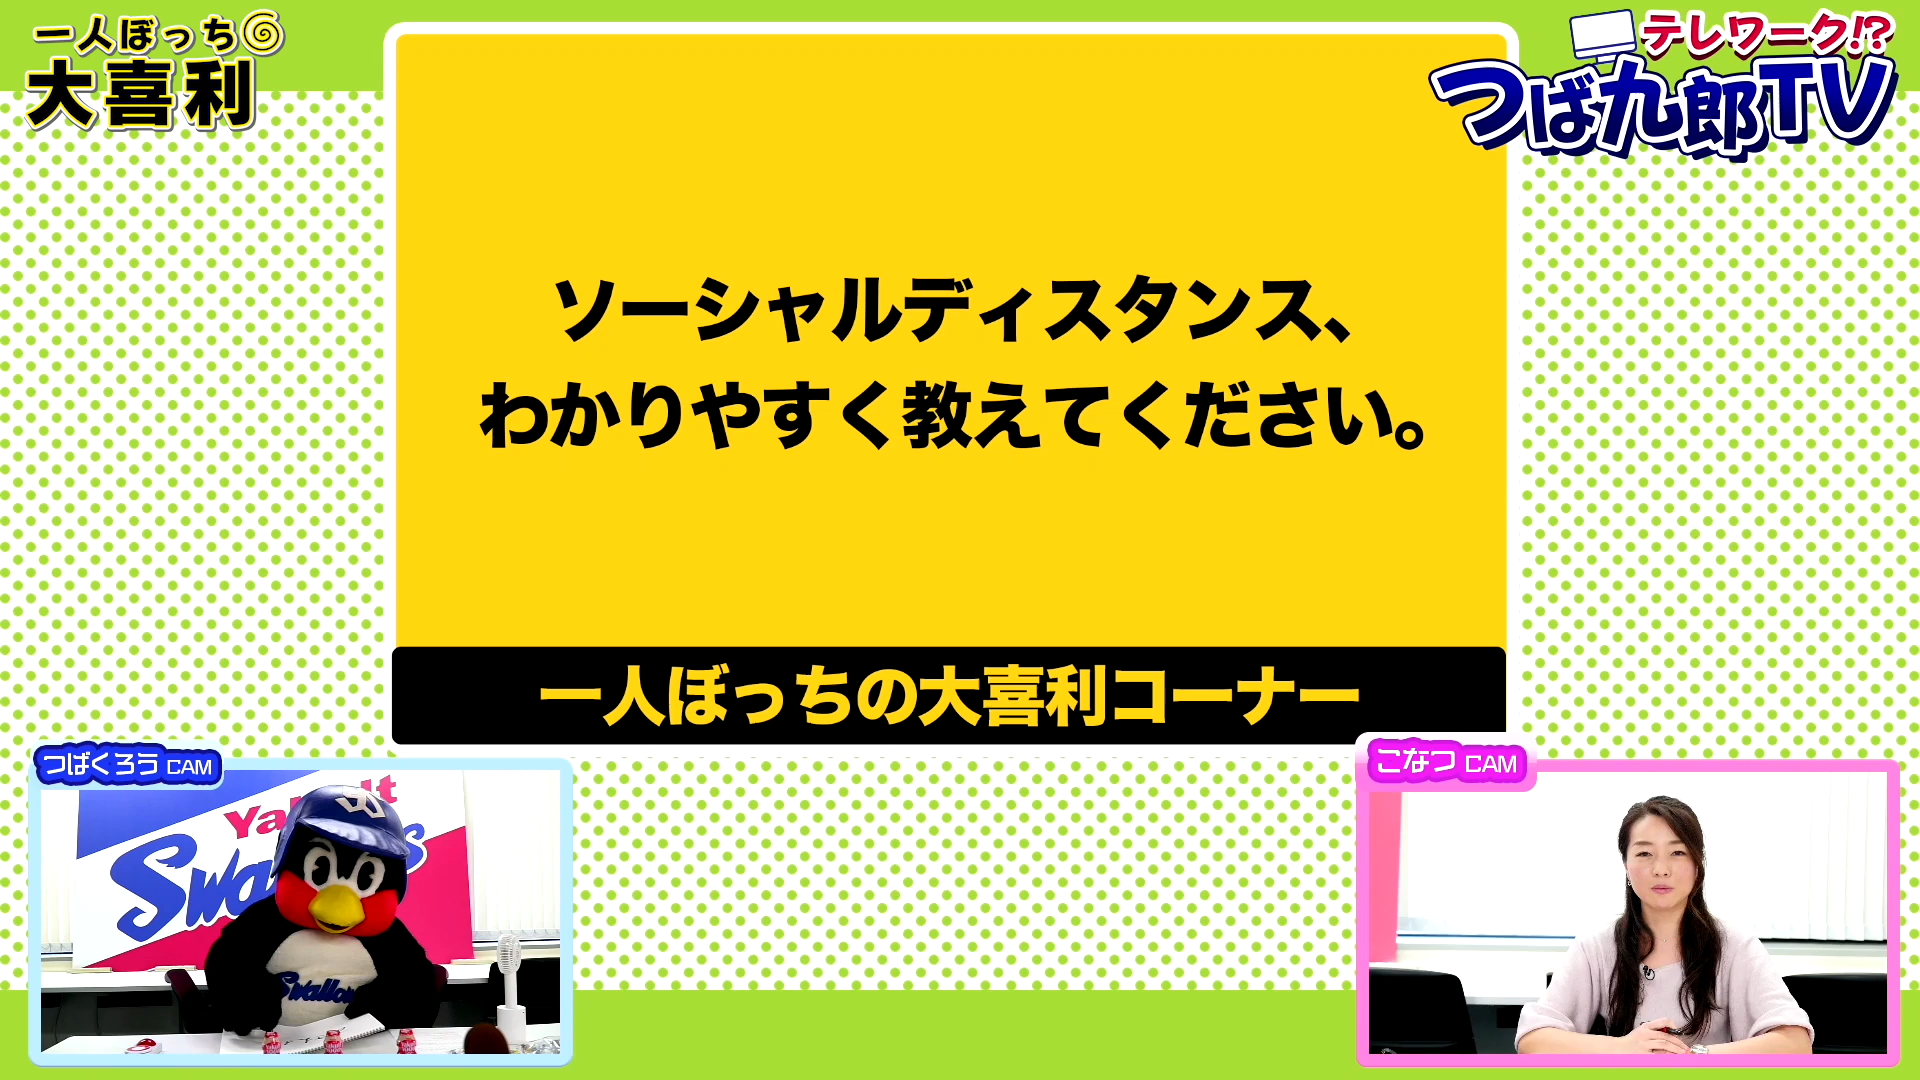 一人ぼっち
大喜利
テレワーク!?
つば九郎TV
ソーシャルディスタンス、
わかりやすく教えてください。
一人ぼっちの大喜利コーナー
つばくろう CAM
こなつ CAM
Swallows